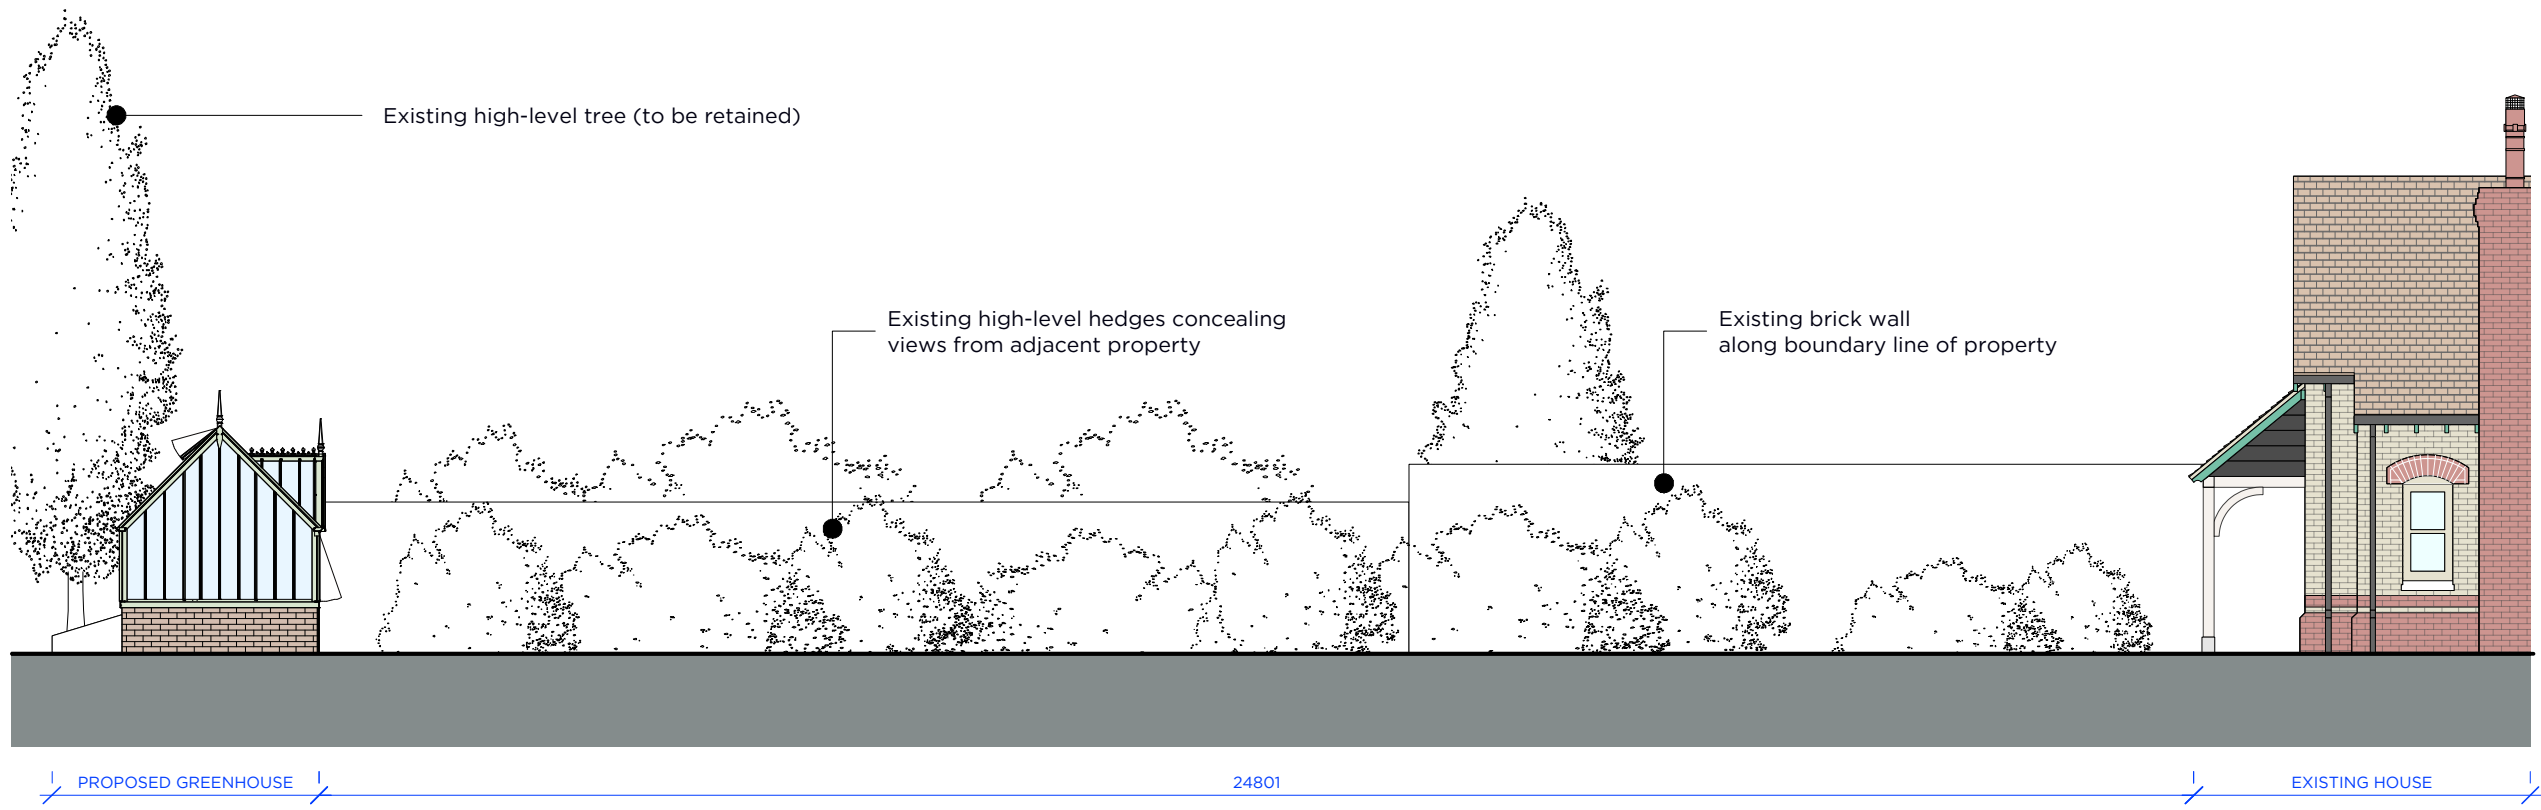 Existing high-level tree (to be retained)
Existing high-level hedges concealing
views from adjacent property
Existing brick wall
along boundary line of property
PROPOSED GREENHOUSE
24801
EXISTING HOUSE